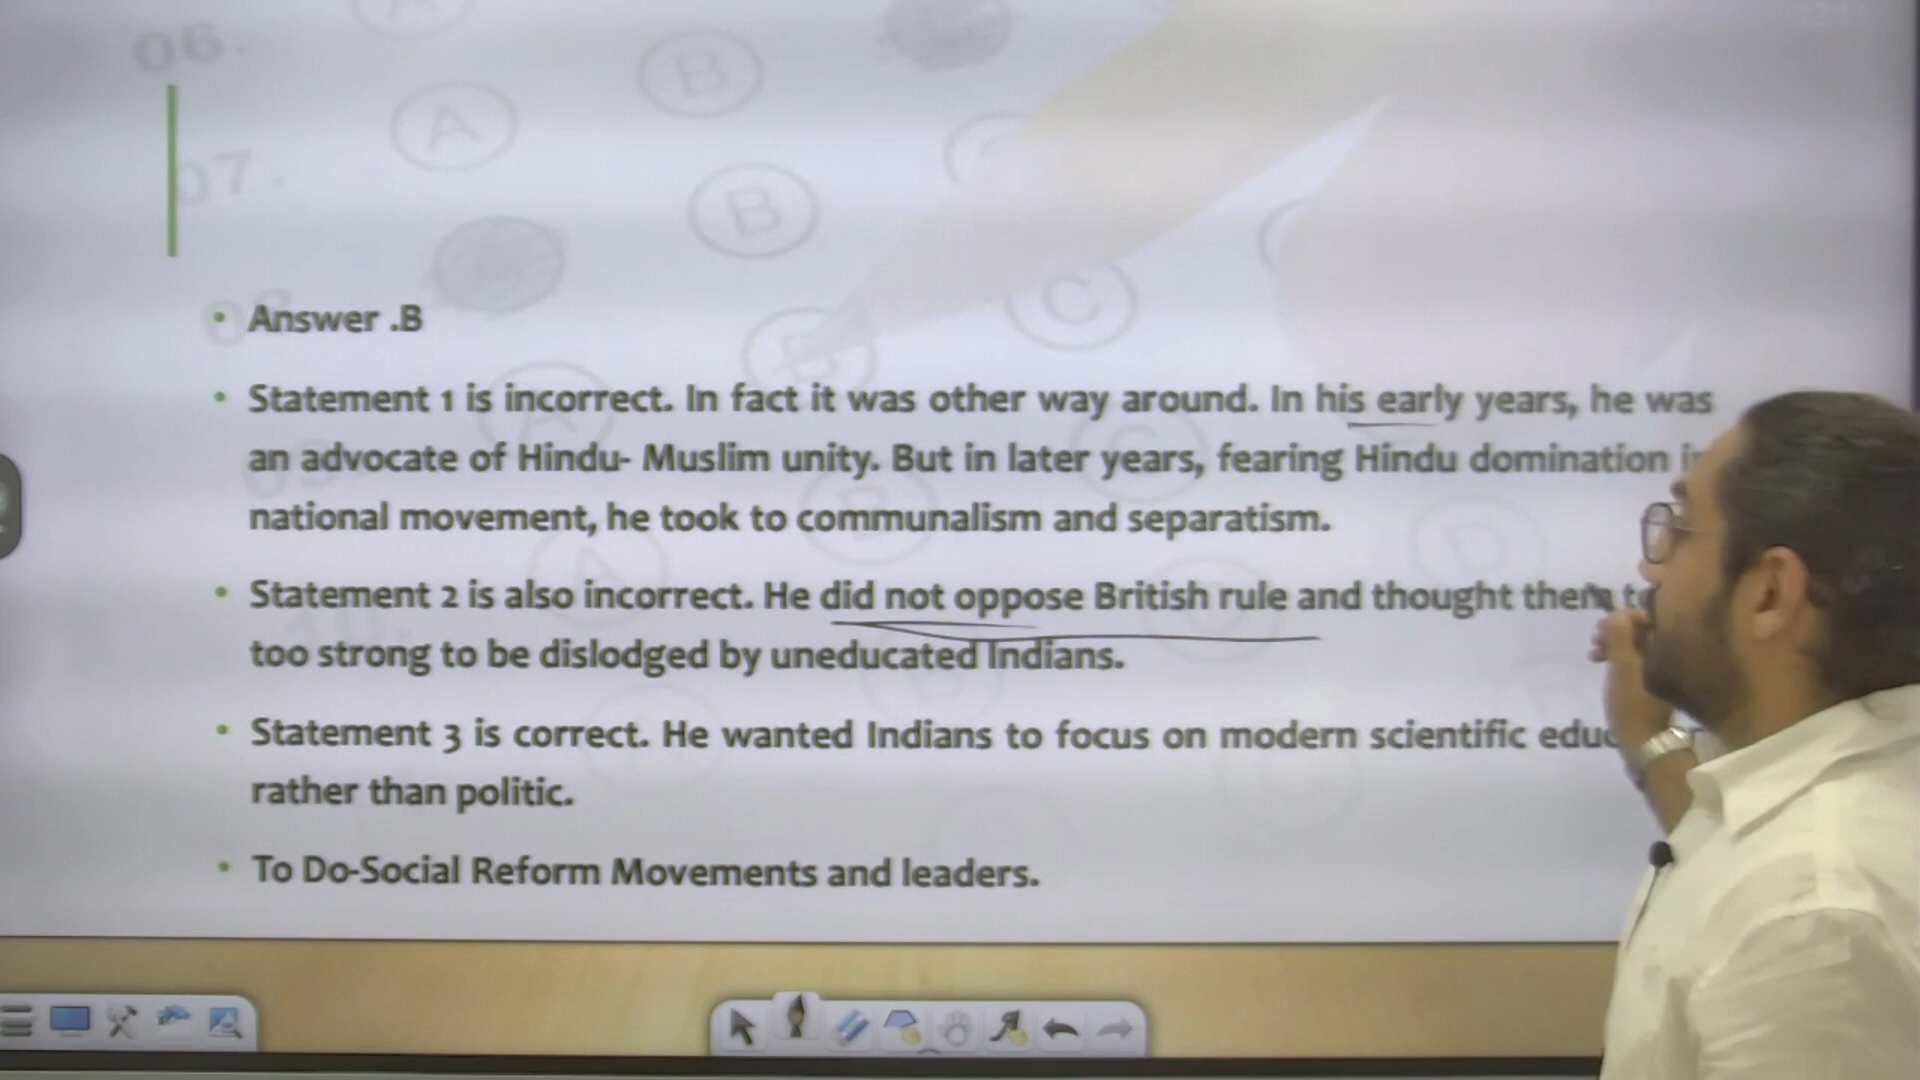 06.
A
B
A
07.
B
C
• Answer .B
B
• Statement 1 is incorrect. In fact it was other way around. In his early years, he was
an advocate of Hindu- Muslim unity. But in later years, fearing Hindu domination
national movement, he took to communalism and separatism.
• Statement 2 is also incorrect. He did not oppose British rule and thought them
too strong to be dislodged by uneducated Indians.
• Statement 3 is correct. He wanted Indians to focus on modern scientific
rather than politic.
• To Do-Social Reform Movements and leaders.